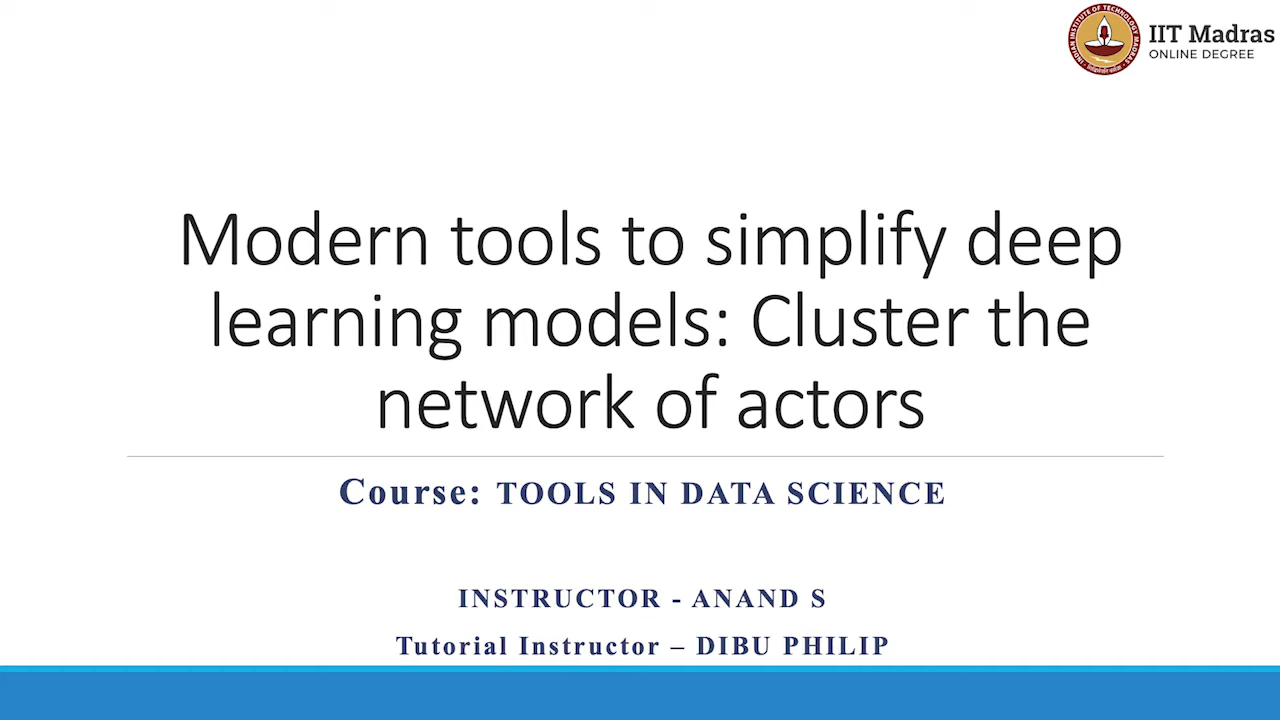 IIT Madras
ONLINE DEGREE
Modern tools to simplify deep
learning models: Cluster the
network of actors
Course: TOOLS IN DATA SCIENCE
INSTRUCTOR - ANAND S
Tutorial Instructor – DIBU PHILIP